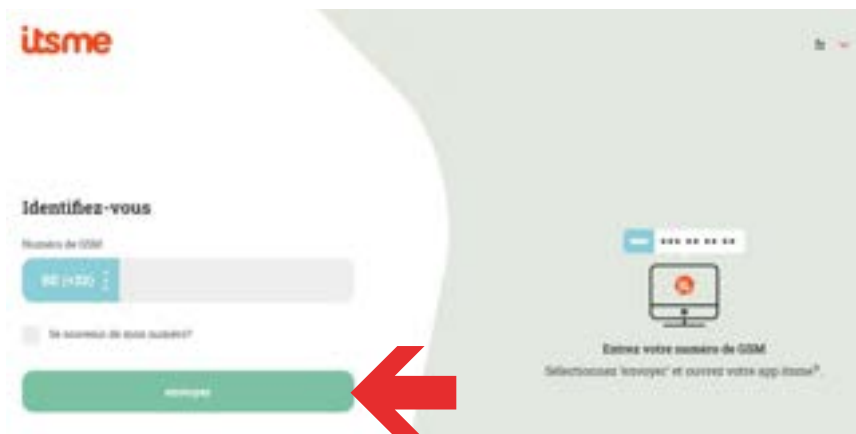 itsme
fr
Identifiez-vous
Numéro de GSM
BE (+32)
Se souvenir de mon numéro?
envoyer
Entrez votre numéro de GSM
Sélectionnez 'envoyer' et ouvrez votre app itsme®.